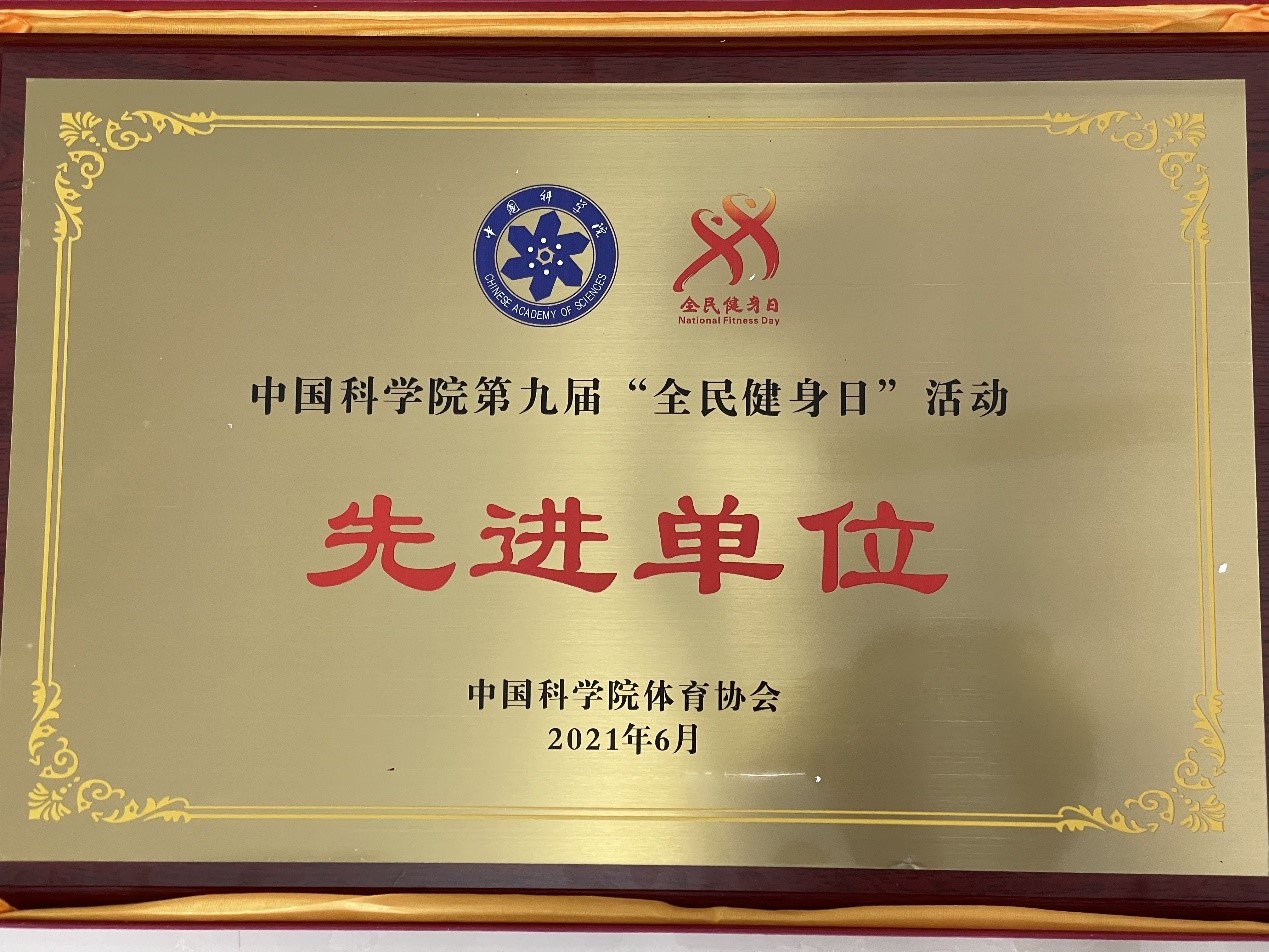 中国科学院
CHINESE ACADEMY OF SCIENCES
全民健身日
National Fitness Day
中国科学院第九届“全民健身日”活动
先进单位
中国科学院体育协会
2021年6月